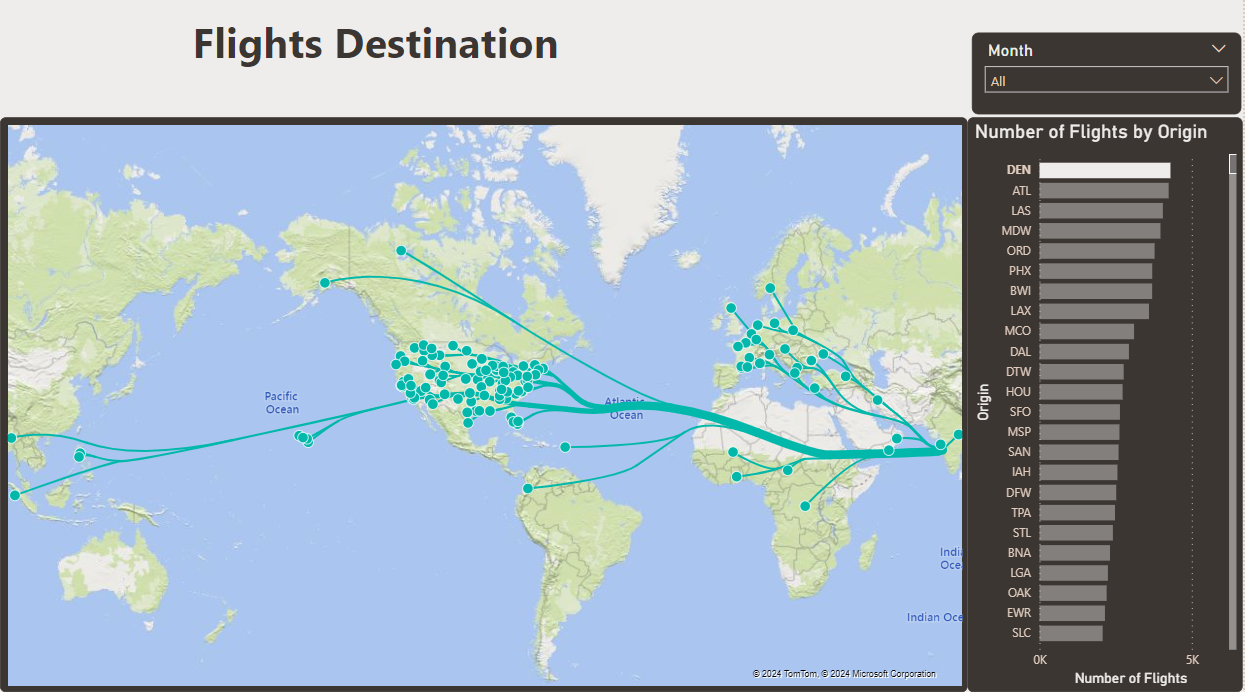 Flights Destination
Month
All
Pacific
Ocean
Atlantic
Ocean
Indi
Oce
Indian Oce
© 2024 TomTom, © 2024 Microsoft Corporation
Number of Flights by Origin
Origin
DEN
ATL
LAS
MDW
ORD
PHX
BWI
LAX
MCO
DAL
DTW
HOU
SFO
MSP
SAN
IAH
DFW
TPA
STL
BNA
LGA
OAK
EWR
SLC
0K 5K
Number of Flights